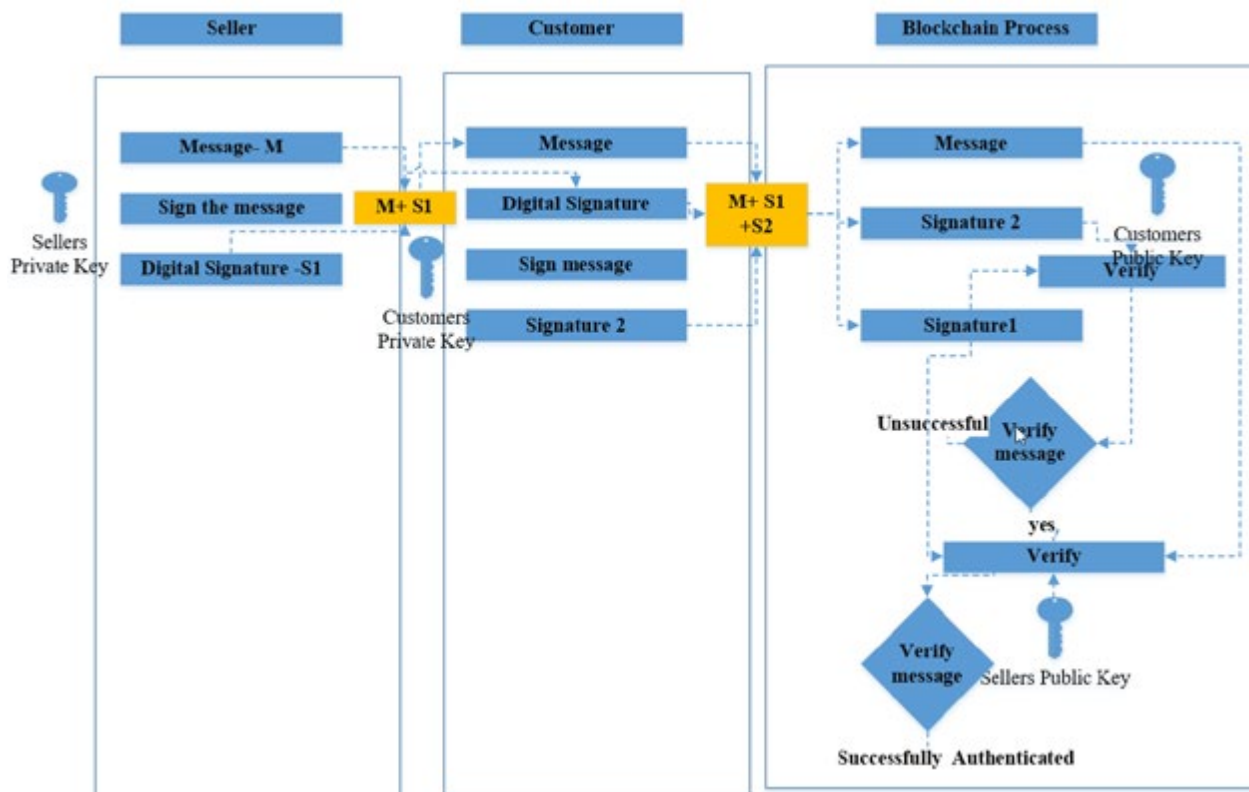 Seller
Customer
Blockchain Process
Message- M
Sign the message
Digital Signature -S1
Sellers
Private Key
M+ S1
Message
Digital Signature
Sign message
Signature 2
Customers
Private Key
M+ S1
+S2
Message
Signature 2
Customers
Public Key
Verify
Signature1
Unsuccessful
Verify
message
yes
Verify
Verify
message
Sellers Public Key
Successfully Authenticated